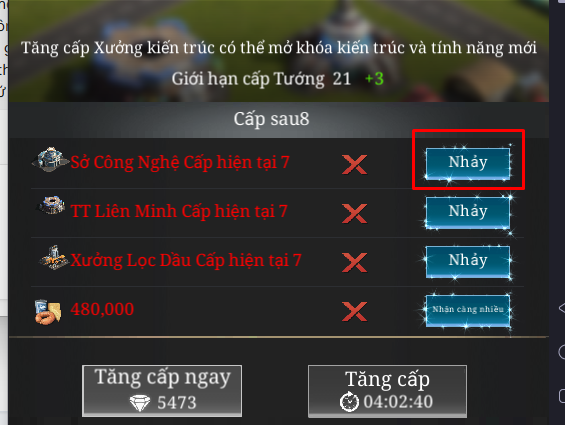 Tăng cấp Xưởng kiến trúc có thể mở khóa kiến trúc và tính năng mới
Giới hạn cấp Tướng 21 +3
Cấp sau8
Sở Công Nghệ Cấp hiện tại 7 Nhảy
TT Liên Minh Cấp hiện tại 7 Nhảy
Xưởng Lọc Dầu Cấp hiện tại 7 Nhảy
480,000 Nhận càng nhiều
Tăng cấp ngay Tăng cấp
5473 04:02:40